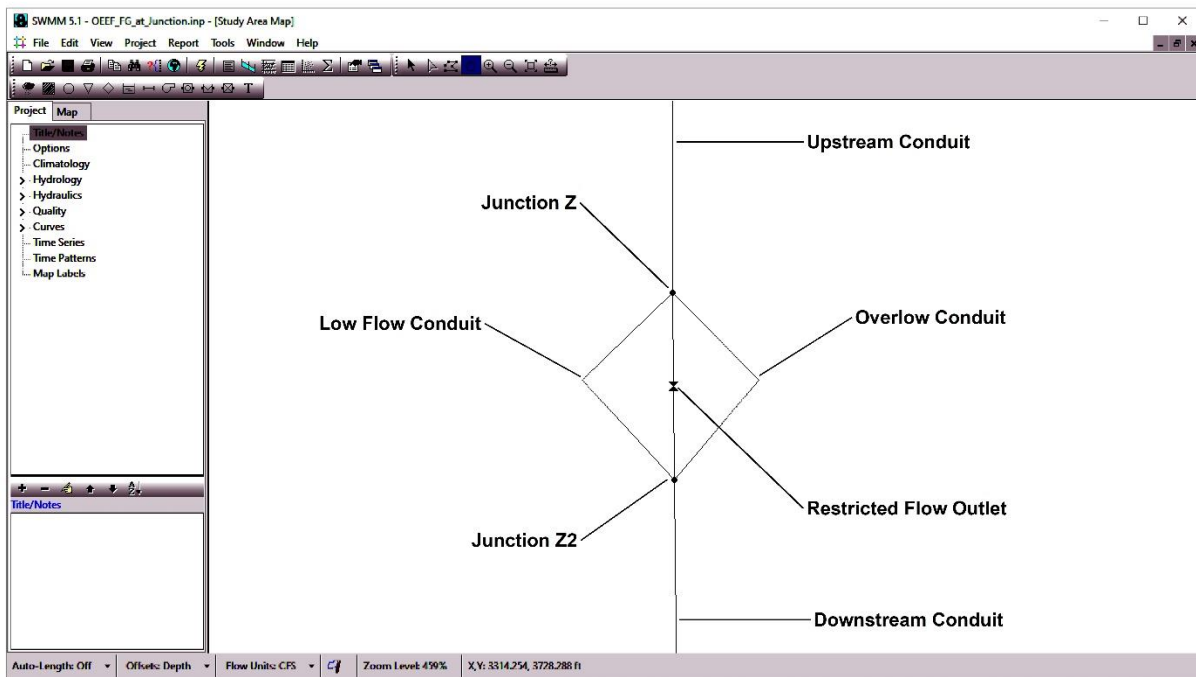 SWMM 5.1 - OEEF_FG_at_Junction.inp - [Study Area Map]
File Edit View Project Report Tools Window Help
Project Map
Title/Notes
Options
Climatology
Hydrology
Hydraulics
Quality
Curves
Time Series
Time Patterns
Map Labels
Title/Notes
Upstream Conduit
Junction Z
Low Flow Conduit
Overlow Conduit
Restricted Flow Outlet
Junction Z2
Downstream Conduit
Auto-Length: Off Offsets: Depth Flow Units: CFS Zoom Level: 459% X,Y: 3314.254, 3728.288 ft